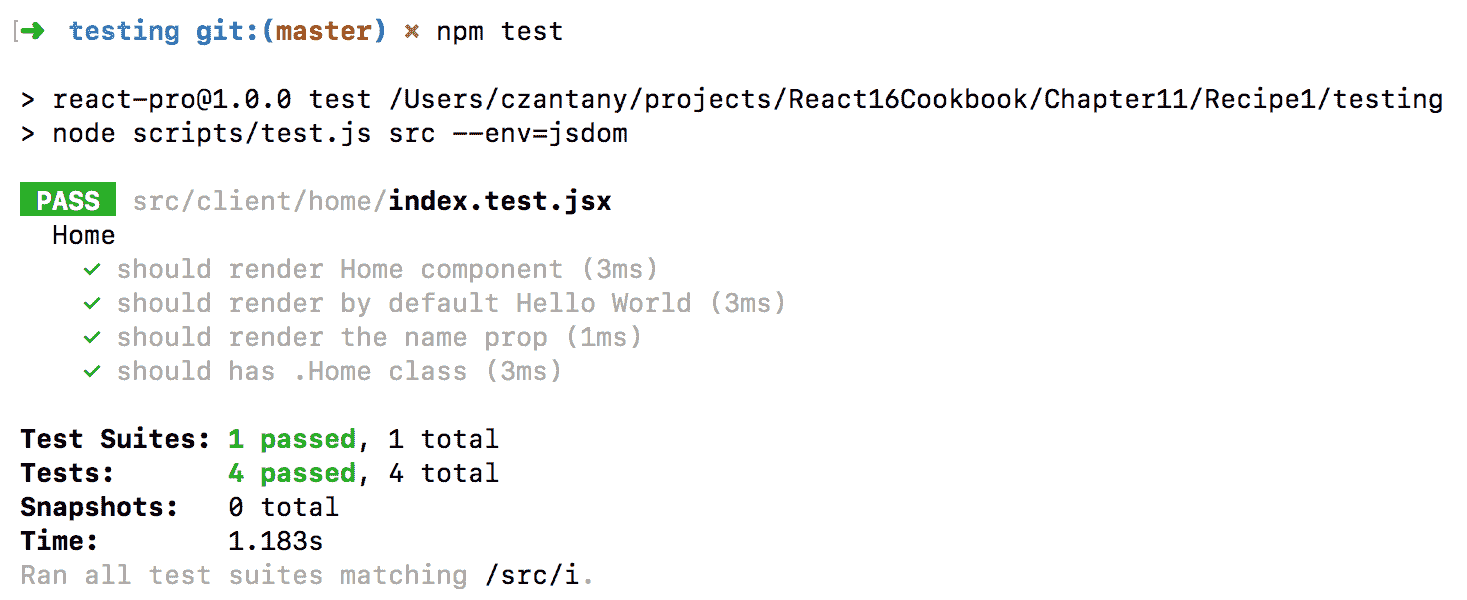 [➜ testing git:(master) ✗ npm test
> react-pro@1.0.0 test /Users/czantany/projects/React16Cookbook/Chapter11/Recipe1/testing
> node scripts/test.js src --env=jsdom
PASS src/client/home/index.test.jsx
Home
✓ should render Home component (3ms)
✓ should render by default Hello World (3ms)
✓ should render the name prop (1ms)
✓ should has .Home class (3ms)
Test Suites: 1 passed, 1 total
Tests: 4 passed, 4 total
Snapshots: 0 total
Time: 1.183s
Ran all test suites matching /src/i.